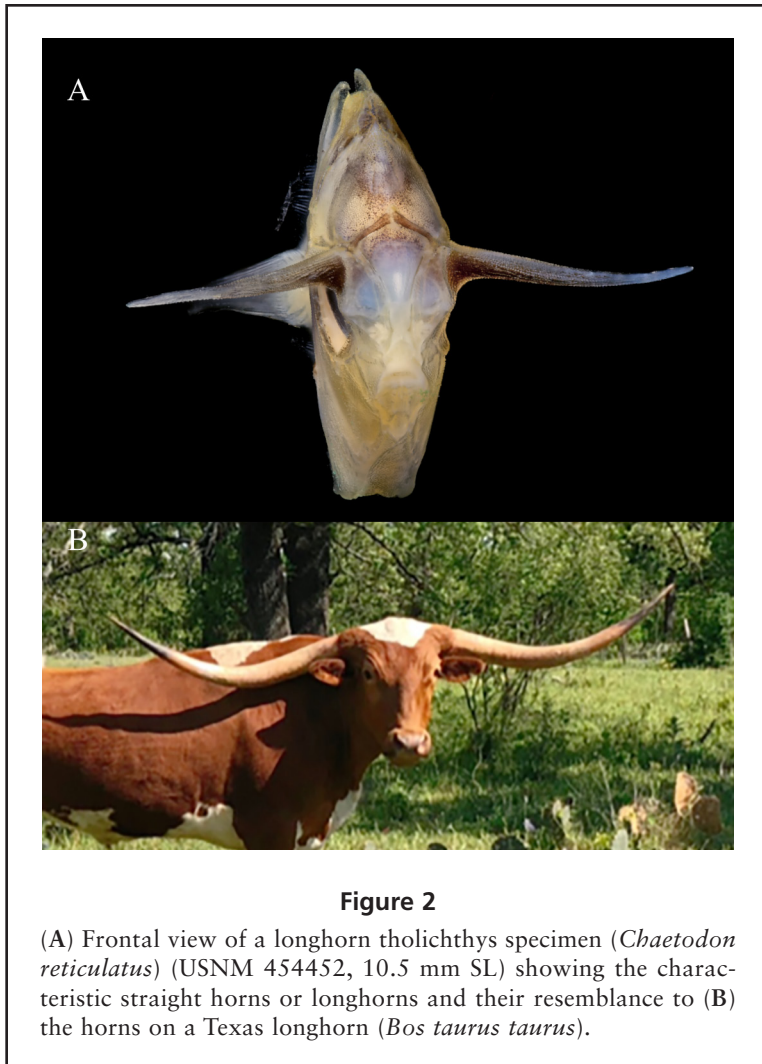 A
B
Figure 2
(A) Frontal view of a longhorn tholichthys specimen (Chaetodon
reticulatus) (USNM 454452, 10.5 mm SL) showing the charac-
teristic straight horns or longhorns and their resemblance to (B)
the horns on a Texas longhorn (Bos taurus taurus).